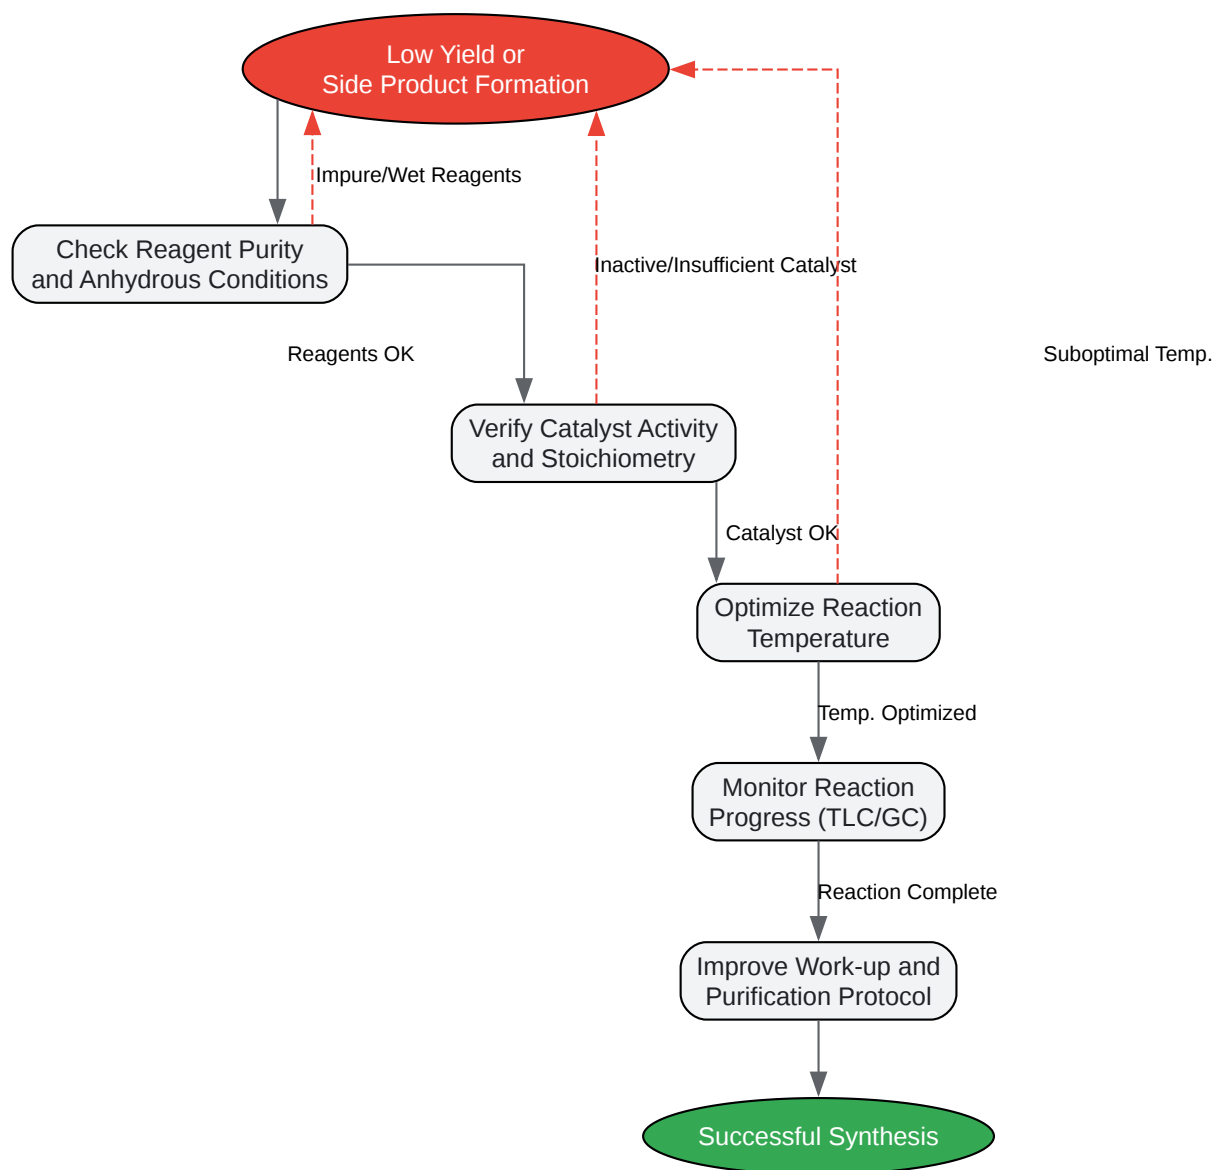 Low Yield or
Side Product Formation
Impure/Wet Reagents
Check Reagent Purity
and Anhydrous Conditions
Inactive/Insufficient Catalyst
Reagents OK
Suboptimal Temp.
Verify Catalyst Activity
and Stoichiometry
Catalyst OK
Optimize Reaction
Temperature
Temp. Optimized
Monitor Reaction
Progress (TLC/GC)
Reaction Complete
Improve Work-up and
Purification Protocol
Successful Synthesis